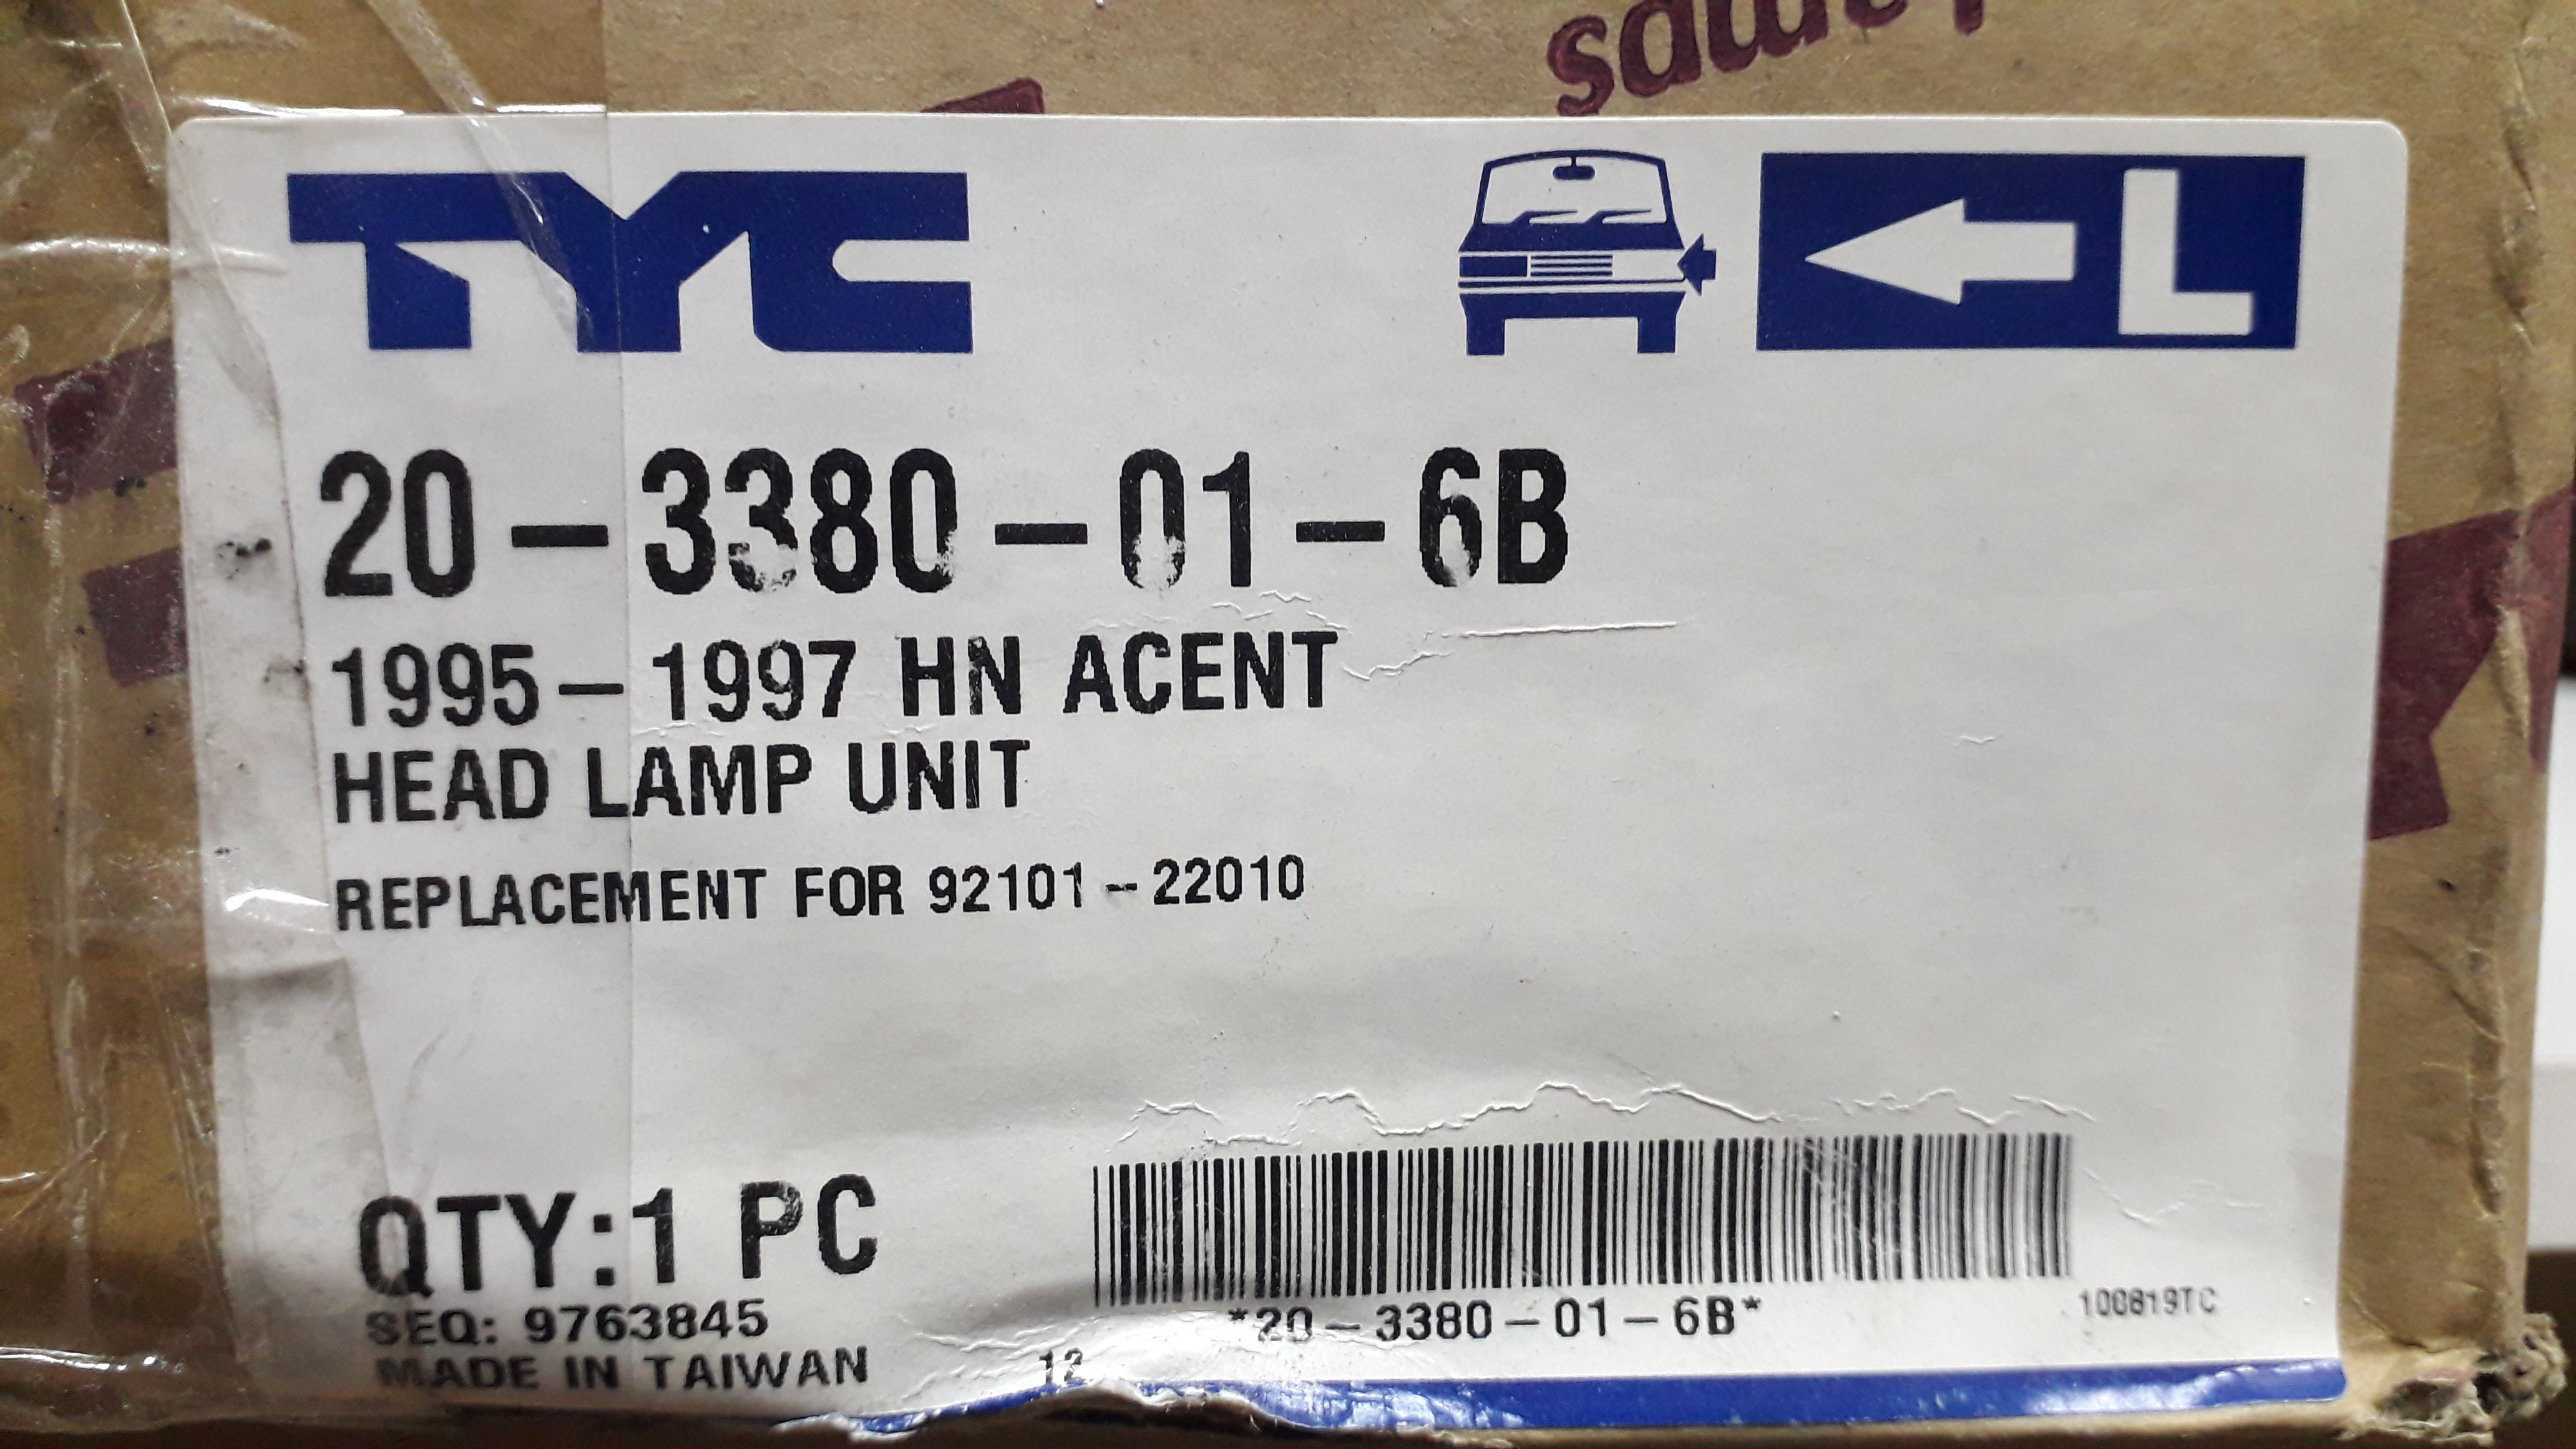 TYC
L
20-3380-01-6B
1995-1997 HN ACENT
HEAD LAMP UNIT
REPLACEMENT FOR 92101-22010
QTY:1 PC
SEQ: 9763845
MADE IN TAIWAN
12
*20-3380-01-6B*
100819TC